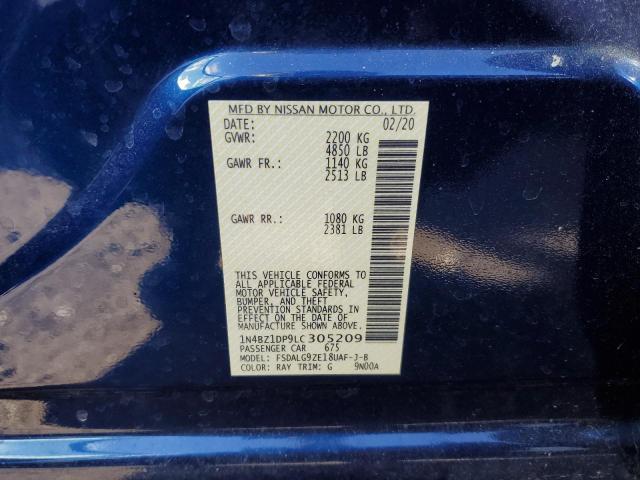 MFD BY NISSAN MOTOR CO., LTD.
DATE: 02/20
GVWR: 2200 KG
4850 LB
GAWR FR.: 1140 KG
2513 LB
GAWR RR.: 1080 KG
2381 LB
THIS VEHICLE CONFORMS TO
ALL APPLICABLE FEDERAL
MOTOR VEHICLE SAFETY,
BUMPER, AND THEFT
PREVENTION STANDARDS IN
EFFECT ON THE DATE OF
MANUFACTURE SHOWN ABOVE.
1N4BZ1DP9LC305209
PASSENGER CAR 675
MODEL: FSDALG9ZE18UAF-J-B
COLOR: RAY TRIM: G 9N00A